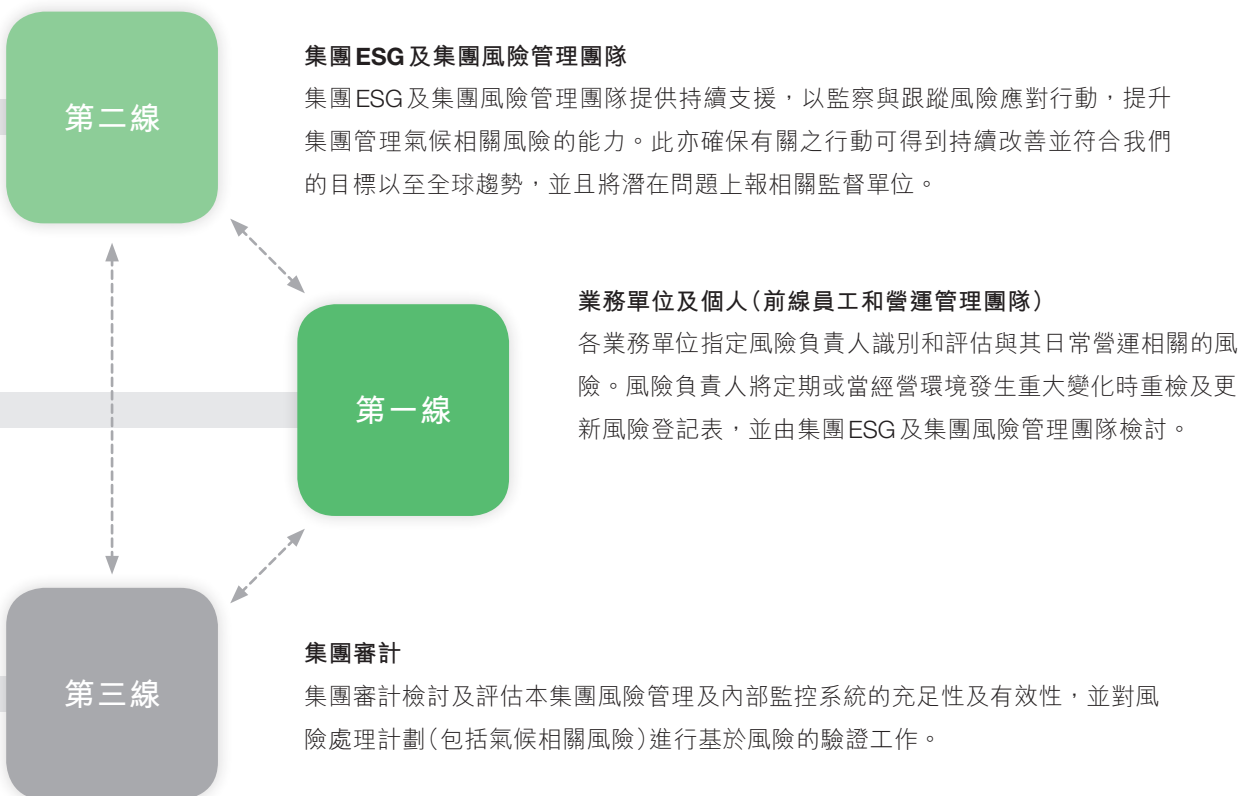 第二線
集團ESG及集團風險管理團隊
集團ESG及集團風險管理團隊提供持續支援，以監察與跟蹤風險應對行動，提升
集團管理氣候相關風險的能力。此亦確保有關之行動可得到持續改善並符合我們
的目標以至全球趨勢，並且將潛在問題上報相關監督單位。
第一線
業務單位及個人（前線員工和營運管理團隊）
各業務單位指定風險負責人識別和評估與其日常營運相關的風
險。風險負責人將定期或當經營環境發生重大變化時重檢及更
新風險登記表，並由集團ESG及集團風險管理團隊檢討。
第三線
集團審計
集團審計檢討及評估本集團風險管理及內部監控系統的充足性及有效性，並對風
險處理計劃（包括氣候相關風險）進行基於風險的驗證工作。